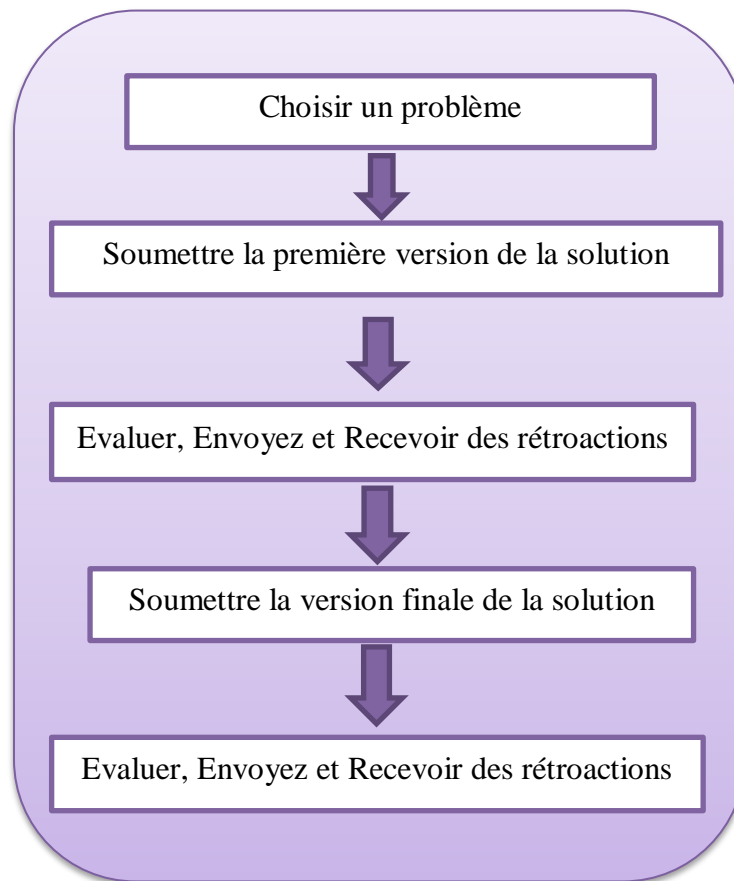 Choisir un problème
Soumettre la première version de la solution
Evaluer, Envoyez et Recevoir des rétroactions
Soumettre la version finale de la solution
Evaluer, Envoyez et Recevoir des rétroactions